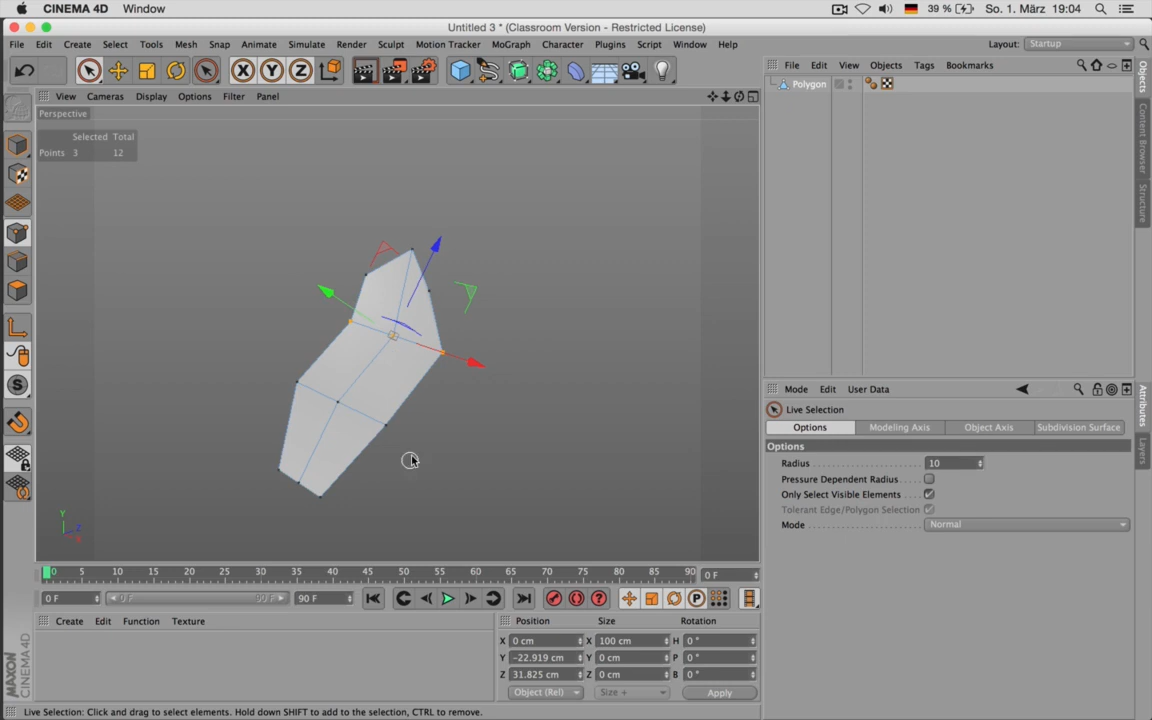 CINEMA 4D Window 39 % So. 1. März 19:04
Untitled 3 * (Classroom Version - Restricted License)
File Edit Create Select Tools Mesh Snap Animate Simulate Render Sculpt Motion Tracker MoGraph Character Plugins Script Window Help Layout: Startup
X Y Z
File Edit View Objects Tags Bookmarks
View Cameras Display Options Filter Panel
Polygon
Perspective
Selected Total
Points 3 12
Objects
Content Browser
Structure
Mode Edit User Data
Live Selection
Options Modeling Axis Object Axis Subdivision Surface
Options
Radius 10
Pressure Dependent Radius
Only Select Visible Elements
Tolerant Edge/Polygon Selection
Mode Normal
Attributes
Layers
S
Y
Z
X
0 5 10 15 20 25 30 35 40 45 50 55 60 65 70 75 80 85 90 0 F
0 F 0 F 90 F 90 F P
Create Edit Function Texture
Position Size Rotation
X 0 cm X 100 cm H 0 °
Y -22.919 cm Y 0 cm P 0 °
Z 31.825 cm Z 0 cm B 0 °
Object (Rel) Size + Apply
MAXON
CINEMA 4D
Live Selection: Click and drag to select elements. Hold down SHIFT to add to the selection, CTRL to remove.